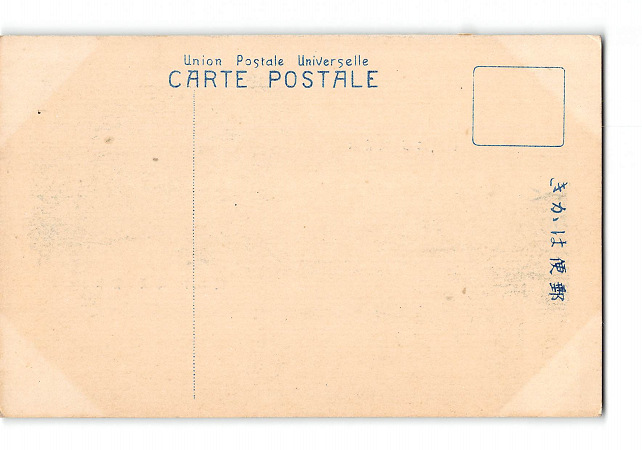 Union Postale Universelle
CARTE POSTALE
きかは便郵